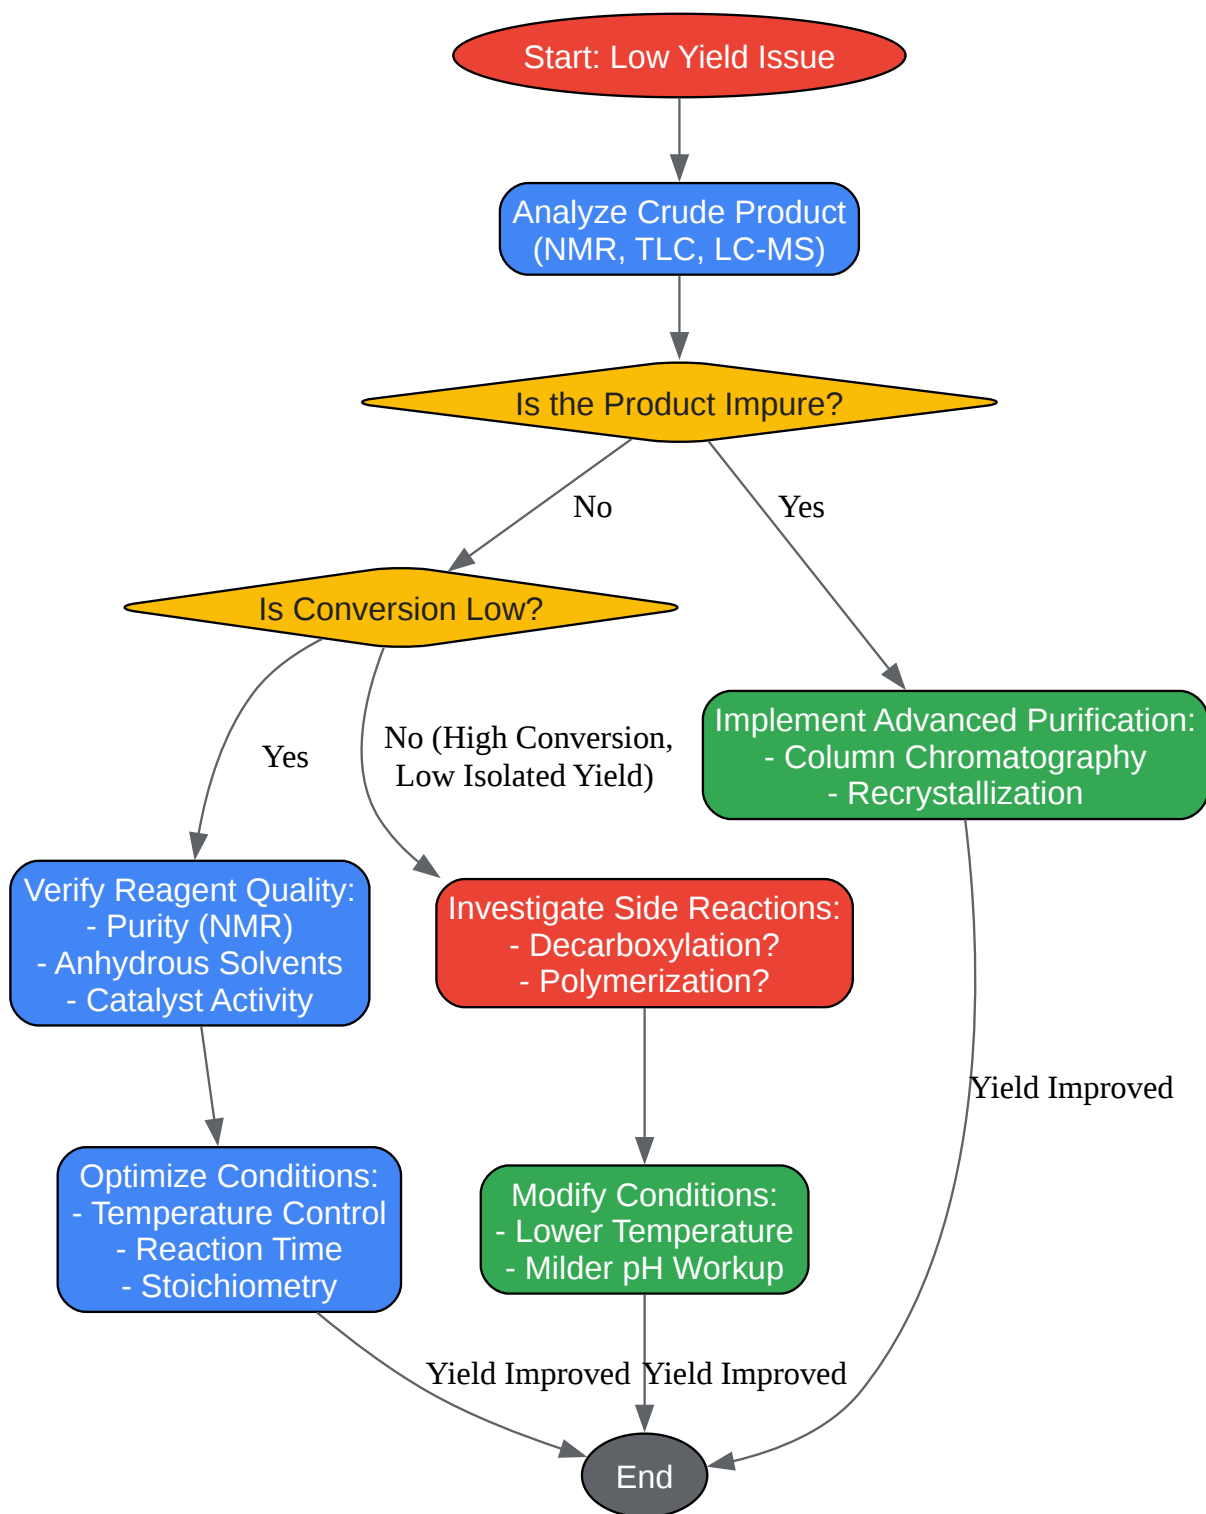 Start: Low Yield Issue
Analyze Crude Product
(NMR, TLC, LC-MS)
Is the Product Impure?
No
Yes
Is Conversion Low?
Yes
No (High Conversion,
Low Isolated Yield)
Implement Advanced Purification:
- Column Chromatography
- Recrystallization
Verify Reagent Quality:
- Purity (NMR)
- Anhydrous Solvents
- Catalyst Activity
Investigate Side Reactions:
- Decarboxylation?
- Polymerization?
Yield Improved
Optimize Conditions:
- Temperature Control
- Reaction Time
- Stoichiometry
Modify Conditions:
- Lower Temperature
- Milder pH Workup
Yield Improved
Yield Improved
End